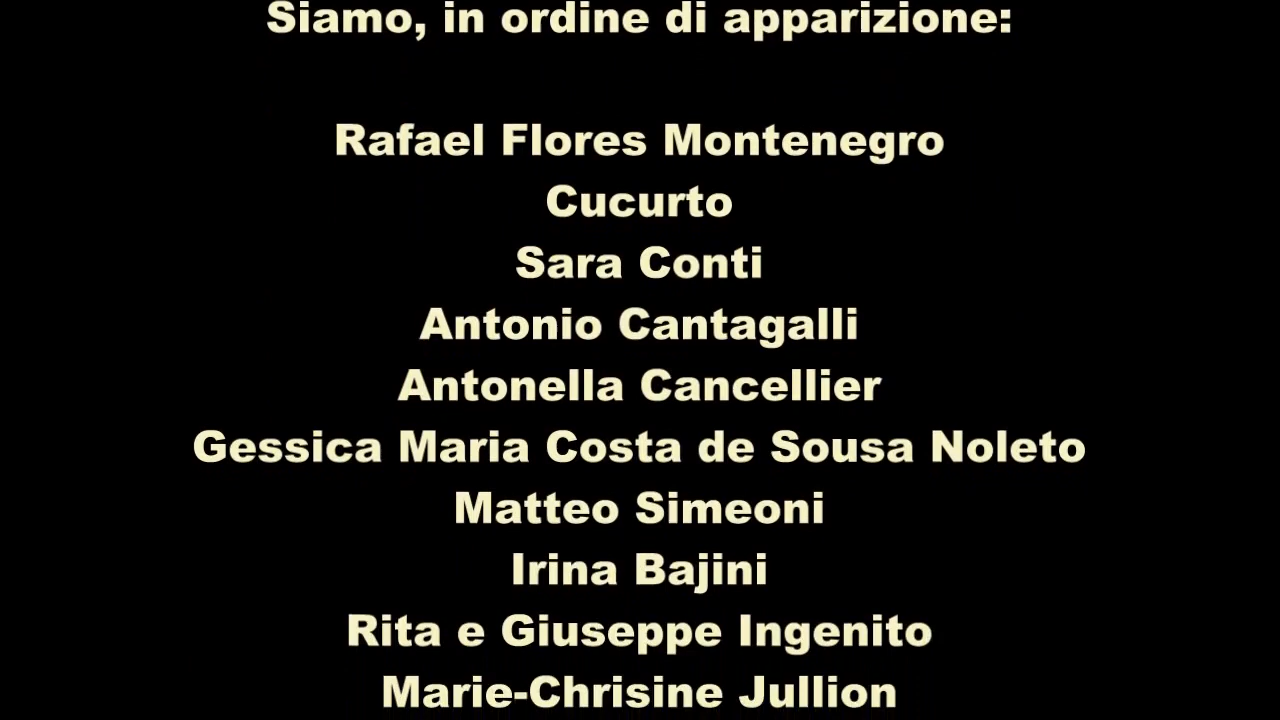 Siamo, in ordine di apparizione:
Rafael Flores Montenegro
Cucurto
Sara Conti
Antonio Cantagalli
Antonella Cancellier
Gessica Maria Costa de Sousa Noleto
Matteo Simeoni
Irina Bajini
Rita e Giuseppe Ingenito
Marie-Chrisine Jullion